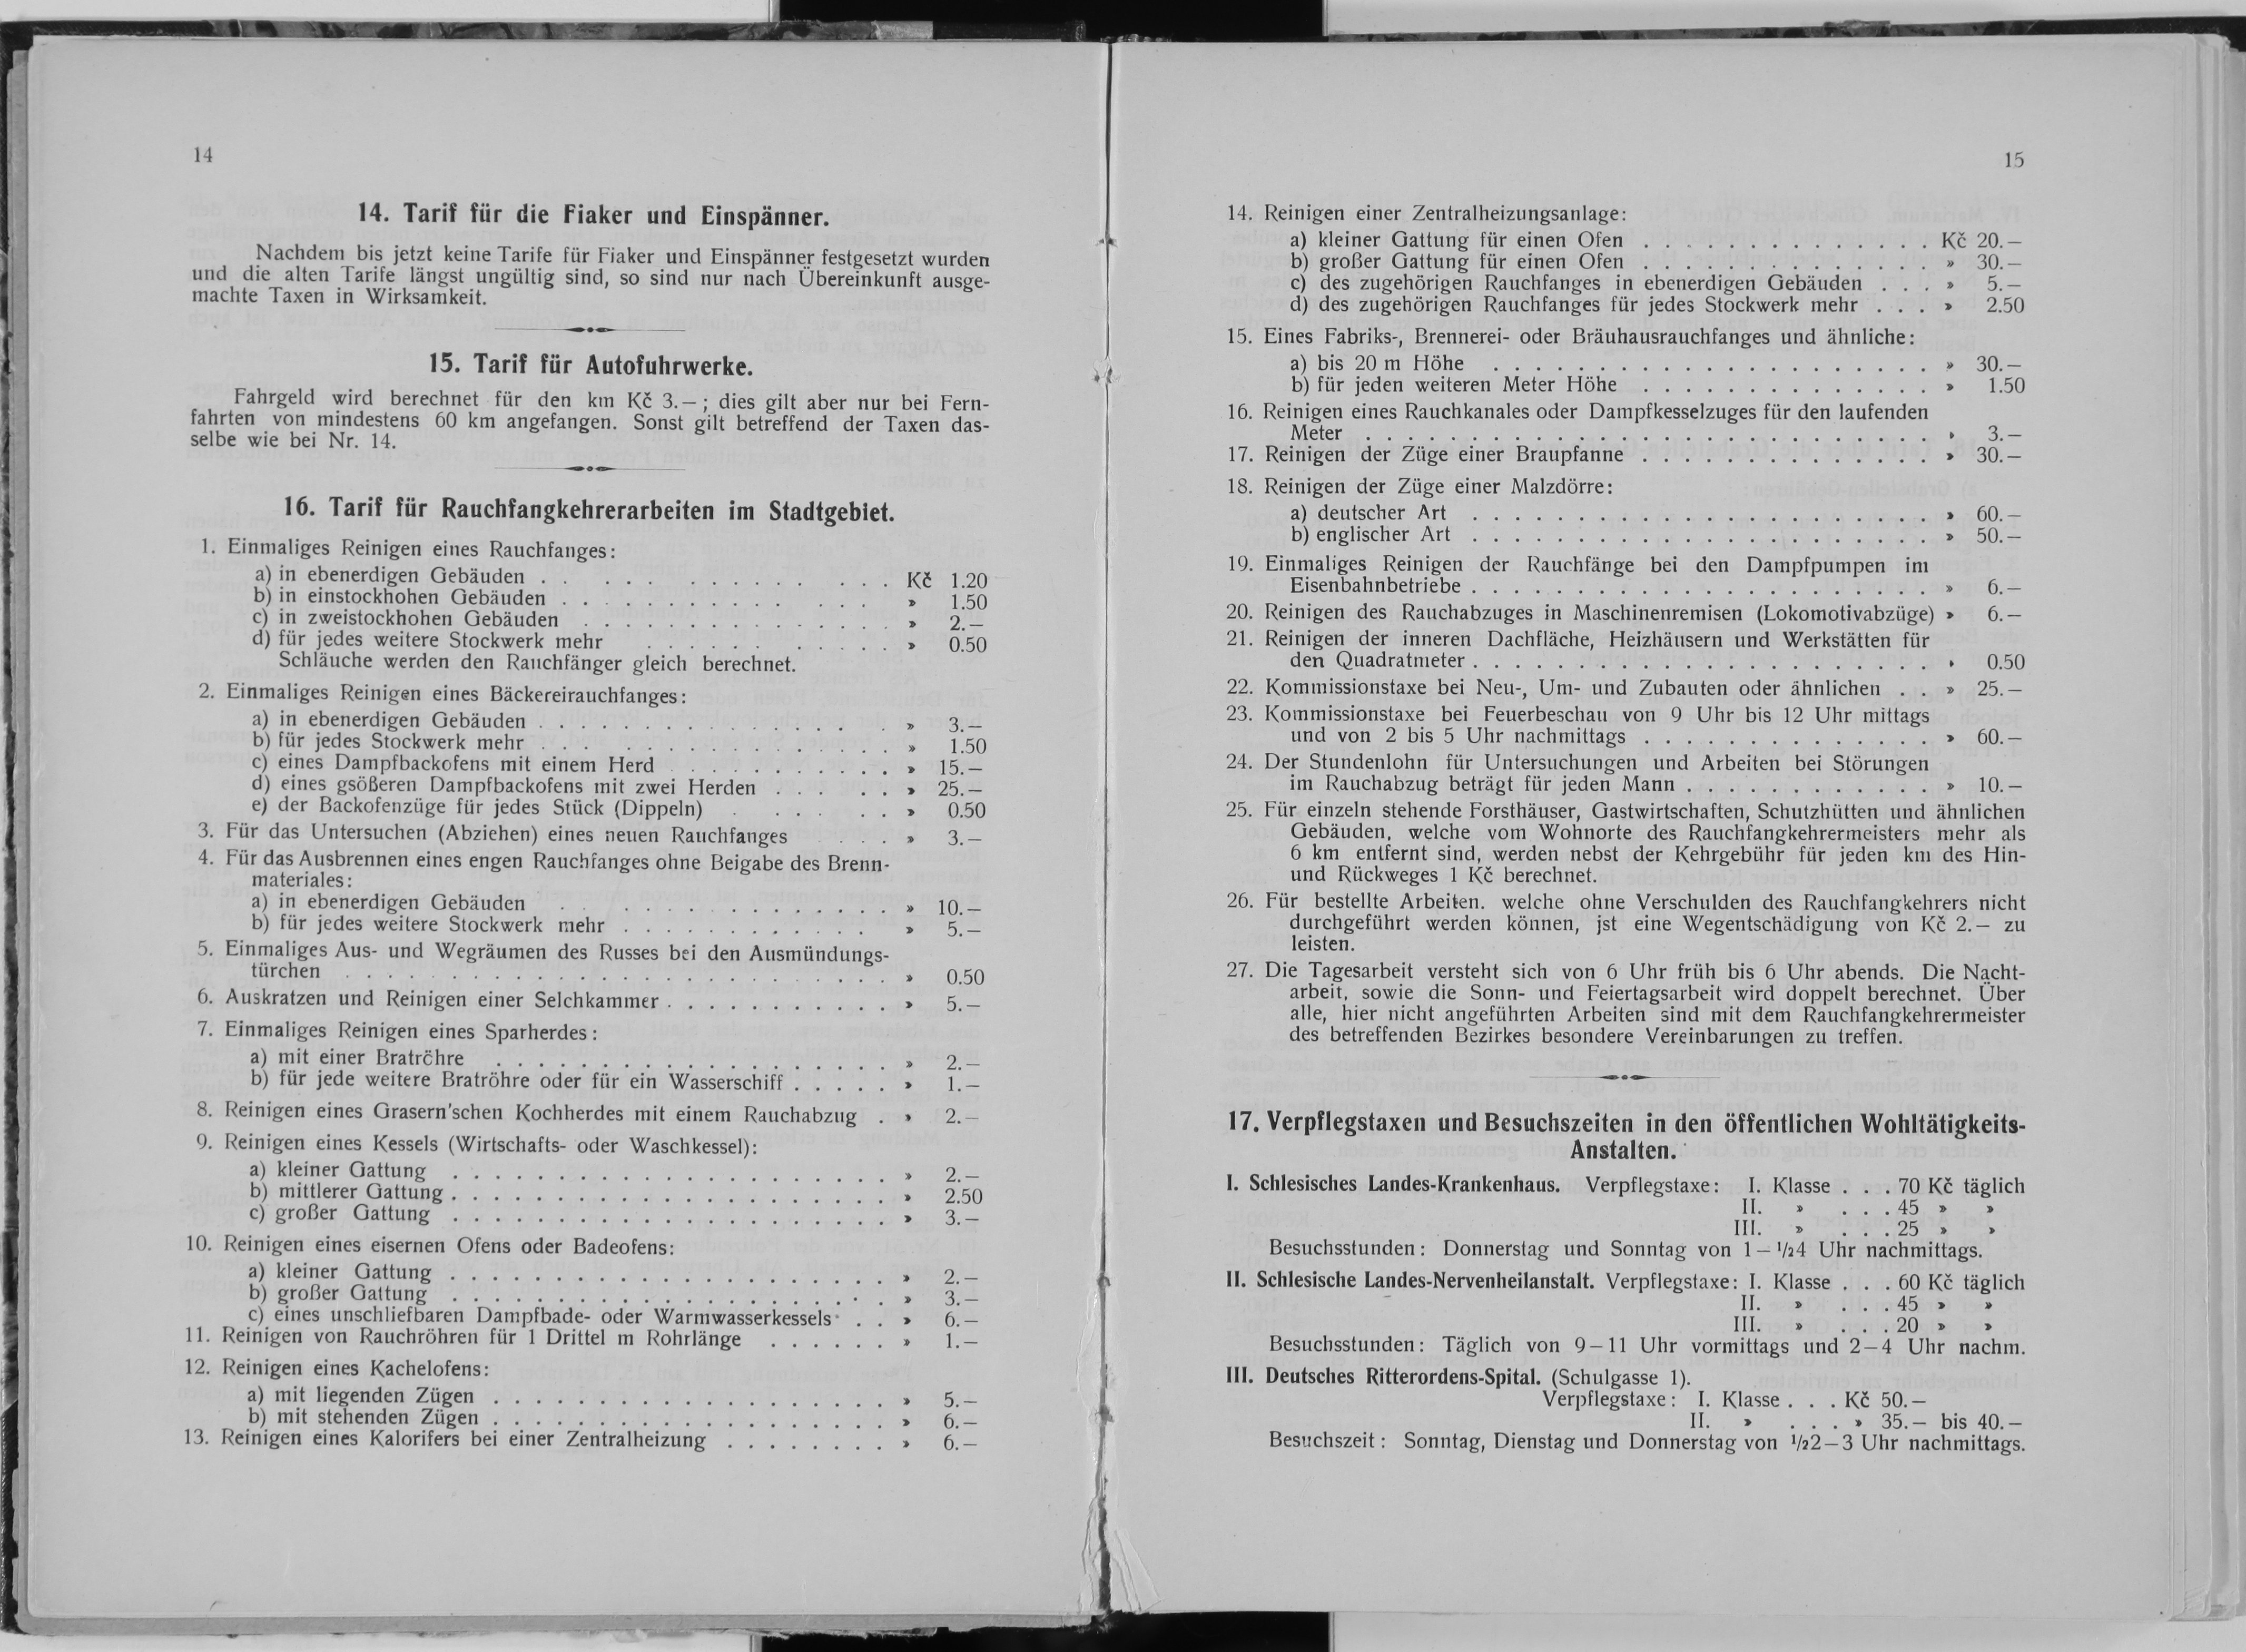 14
14. Tarif für die Fiaker und Einspänner.
Nachdem bis jetzt keine Tarife für Fiaker und Einspänner festgesetzt wurden
und die alten Tarife längst ungültig sind, so sind nur nach Übereinkunft ausge-
machte Taxen in Wirksamkeit.
15. Tarif für Autofuhrwerke.
Fahrgeld wird berechnet für den km Kč 3.—; dies gilt aber nur bei Fern-
fahrten von mindestens 60 km angefangen. Sonst gilt betreffend der Taxen das-
selbe wie bei Nr. 14.
16. Tarif für Rauchfangkehrerarbeiten im Stadtgebiet.
1. Einmaliges Reinigen eines Rauchfanges:
a) in ebenerdigen Gebäuden . . . . . . . . . . . . . . Kč 1.20
b) in einstockhohen Gebäuden . . . . . . . . . . . . . . » 1.50
c) in zweistockhohen Gebäuden . . . . . . . . . . . . . . » 2.—
d) für jedes weitere Stockwerk mehr . . . . . . . . . . . » 0.50
Schläuche werden den Rauchfänger gleich berechnet.
2. Einmaliges Reinigen eines Bäckereirauchfanges:
a) in ebenerdigen Gebäuden . . . . . . . . . . . . . . . . » 3.—
b) für jedes Stockwerk mehr . . . . . . . . . . . . . . . » 1.50
c) eines Dampfbackofens mit einem Herd . . . . . . . . . . » 15.—
d) eines gsößeren Dampfbackofens mit zwei Herden . . . . . » 25.—
e) der Backofenzüge für jedes Stück (Dippeln) . . . . . . » 0.50
3. Für das Untersuchen (Abziehen) eines neuen Rauchfanges . . . . » 3.—
4. Für das Ausbrennen eines engen Rauchfanges ohne Beigabe des Brenn-
materiales:
a) in ebenerdigen Gebäuden . . . . . . . . . . . . . . . » 10.—
b) für jedes weitere Stockwerk mehr . . . . . . . . . . . . » 5.—
5. Einmaliges Aus- und Wegräumen des Russes bei den Ausmündungs-
türchen . . . . . . . . . . . . . . . . . . . . . . . . » 0.50
6. Auskratzen und Reinigen einer Selchkammer . . . . . . . . . . . » 5.—
7. Einmaliges Reinigen eines Sparherdes:
a) mit einer Bratröhre . . . . . . . . . . . . . . . . . . » 2.—
b) für jede weitere Bratröhre oder für ein Wasserschiff . . . . . » 1.—
8. Reinigen eines Grasern'schen Kochherdes mit einem Rauchabzug . » 2.—
9. Reinigen eines Kessels (Wirtschafts- oder Waschkessel):
a) kleiner Gattung . . . . . . . . . . . . . . . . . . . . » 2.—
b) mittlerer Gattung . . . . . . . . . . . . . . . . . . . . » 2.50
c) großer Gattung . . . . . . . . . . . . . . . . . . . . » 3.—
10. Reinigen eines eisernen Ofens oder Badeofens:
a) kleiner Gattung . . . . . . . . . . . . . . . . . . . . » 2.—
b) großer Gattung . . . . . . . . . . . . . . . . . . . . » 3.—
c) eines unschliefbaren Dampfbade- oder Warmwasserkessels . . » 6.—
11. Reinigen von Rauchröhren für 1 Drittel m Rohrlänge . . . . . . » 1.—
12. Reinigen eines Kachelofens:
a) mit liegenden Zügen . . . . . . . . . . . . . . . . . . » 5.—
b) mit stehenden Zügen . . . . . . . . . . . . . . . . . . » 6.—
13. Reinigen eines Kalorifers bei einer Zentralheizung . . . . . . . . » 6.—
15
14. Reinigen einer Zentralheizungsanlage:
a) kleiner Gattung für einen Ofen . . . . . . . . . . . . . . Kč 20.—
b) großer Gattung für einen Ofen . . . . . . . . . . . . . . » 30.—
c) des zugehörigen Rauchfanges in ebenerdigen Gebäuden . . . » 5.—
d) des zugehörigen Rauchfanges für jedes Stockwerk mehr . . . » 2.50
15. Eines Fabriks-, Brennerei- oder Bräuhausrauchfanges und ähnliche:
a) bis 20 m Höhe . . . . . . . . . . . . . . . . . . . . . » 30.—
b) für jeden weiteren Meter Höhe . . . . . . . . . . . . . . » 1.50
16. Reinigen eines Rauchkanales oder Dampfkesselzuges für den laufenden
Meter . . . . . . . . . . . . . . . . . . . . . . . . . . . » 3.—
17. Reinigen der Züge einer Braupfanne . . . . . . . . . . . . . . » 30.—
18. Reinigen der Züge einer Malzdörre:
a) deutscher Art . . . . . . . . . . . . . . . . . . . . . . » 60.—
b) englischer Art . . . . . . . . . . . . . . . . . . . . . . » 50.—
19. Einmaliges Reinigen der Rauchfänge bei den Dampfpumpen im
Eisenbahnbetriebe . . . . . . . . . . . . . . . . . . . . . . » 6.—
20. Reinigen des Rauchabzuges in Maschinenremisen (Lokomotivabzüge) » 6.—
21. Reinigen der inneren Dachfläche, Heizhäusern und Werkstätten für
den Quadratmeter . . . . . . . . . . . . . . . . . . . . . . » 0.50
22. Kommissionstaxe bei Neu-, Um- und Zubauten oder ähnlichen . . » 25.—
23. Kommissionstaxe bei Feuerbeschau von 9 Uhr bis 12 Uhr mittags
und von 2 bis 5 Uhr nachmittags . . . . . . . . . . . . . . » 60.—
24. Der Stundenlohn für Untersuchungen und Arbeiten bei Störungen
im Rauchabzug beträgt für jeden Mann . . . . . . . . . . . . » 10.—
25. Für einzeln stehende Forsthäuser, Gastwirtschaften, Schutzhütten und ähnlichen
Gebäuden, welche vom Wohnorte des Rauchfangkehrermeisters mehr als
6 km entfernt sind, werden nebst der Kehrgebühr für jeden km des Hin-
und Rückweges 1 Kč berechnet.
26. Für bestellte Arbeiten. welche ohne Verschulden des Rauchfangkehrers nicht
durchgeführt werden können, jst eine Wegentschädigung von Kč 2.— zu
leisten.
27. Die Tagesarbeit versteht sich von 6 Uhr früh bis 6 Uhr abends. Die Nacht-
arbeit, sowie die Sonn- und Feiertagsarbeit wird doppelt berechnet. Über
alle, hier nicht angeführten Arbeiten sind mit dem Rauchfangkehrermeister
des betreffenden Bezirkes besondere Vereinbarungen zu treffen.
17. Verpflegstaxen und Besuchszeiten in den öffentlichen Wohltätigkeits-
Anstalten.
I. Schlesisches Landes-Krankenhaus. Verpflegstaxe: I. Klasse . . . 70 Kč täglich
II. » . . . 45 » »
III. » . . . 25 » »
Besuchsstunden: Donnerstag und Sonntag von 1—1/24 Uhr nachmittags.
II. Schlesische Landes-Nervenheilanstalt. Verpflegstaxe: I. Klasse . . . 60 Kč täglich
II. » . . . 45 » »
III. » . . . 20 » »
Besuchsstunden: Täglich von 9—11 Uhr vormittags und 2—4 Uhr nachm.
III. Deutsches Ritterordens-Spital. (Schulgasse 1).
Verpflegstaxe: I. Klasse . . . Kč 50.—
II. » . . . » 35.— bis 40.—
Besuchszeit: Sonntag, Dienstag und Donnerstag von 1/22—3 Uhr nachmittags.